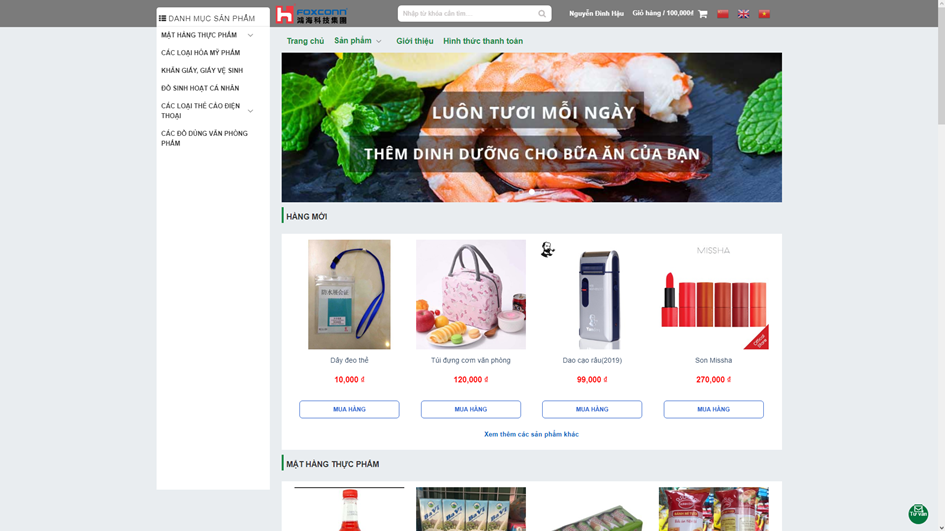 DANH MỤC SẢN PHẨM
FOXCONN®
鴻海科技集團
Nhập từ khóa cần tìm...
Nguyễn Đình Hậu
Giỏ hàng / 100,000₫
MẶT HÀNG THỰC PHẨM
CÁC LOẠI HÓA MỸ PHẨM
KHĂN GIẤY, GIẤY VỆ SINH
ĐỒ SINH HOẠT CÁ NHÂN
CÁC LOẠI THẺ CÀO ĐIỆN
THOẠI
CÁC ĐỒ DÙNG VĂN PHÒNG
PHẨM
Trang chủ
Sản phẩm
Giới thiệu
Hình thức thanh toán
LUÔN TƯƠI MỖI NGÀY
THÊM DINH DƯỠNG CHO BỮA ĂN CỦA BẠN
HÀNG MỚI
MISSHA
Official
Store
Dây đeo thẻ
Túi đựng cơm văn phòng
Dao cạo râu(2019)
Son Missha
10,000 ₫
120,000 ₫
99,000 ₫
270,000 ₫
MUA HÀNG
MUA HÀNG
MUA HÀNG
MUA HÀNG
Xem thêm các sản phẩm khác
MẶT HÀNG THỰC PHẨM
Tư vấn